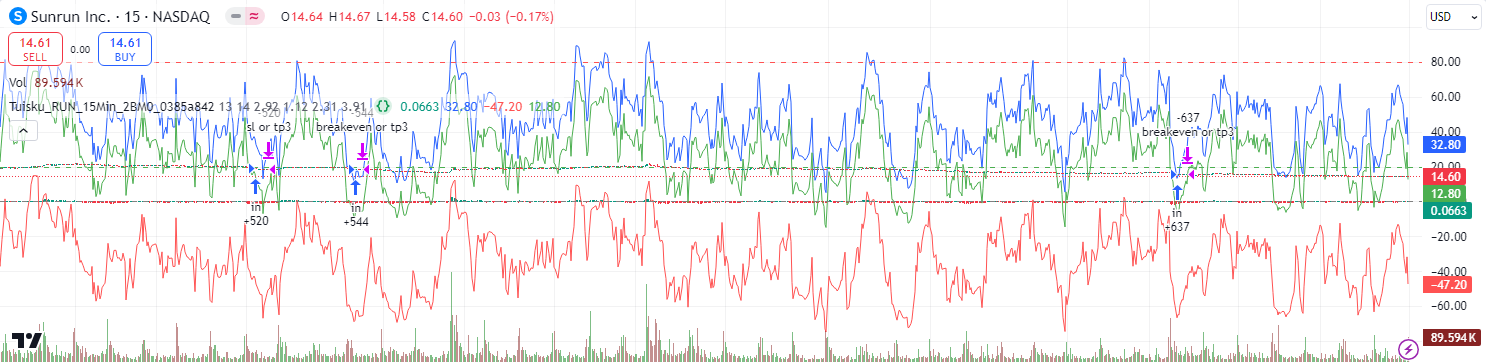 S Sunrun Inc. · 15 · NASDAQ O14.64 H14.67 L14.58 C14.60 −0.03 (−0.17%)
USD
14.61 SELL
0.00
14.61 BUY
Vol 89.594K
Tuisku_RUN_15Min_2BM0_0385a842 13 14 2.92 1.12 2.31 3.91 {} 0.0663 32.80 −47.20 12.80
-520
sl or tp3
-544
breakeven or tp3
-637
breakeven or tp3
in
+520
in
+544
in
+637
80.00
60.00
40.00
32.80
20.00
14.60
12.80
0.0663
−20.00
−40.00
−47.20
−60.00
89.594K